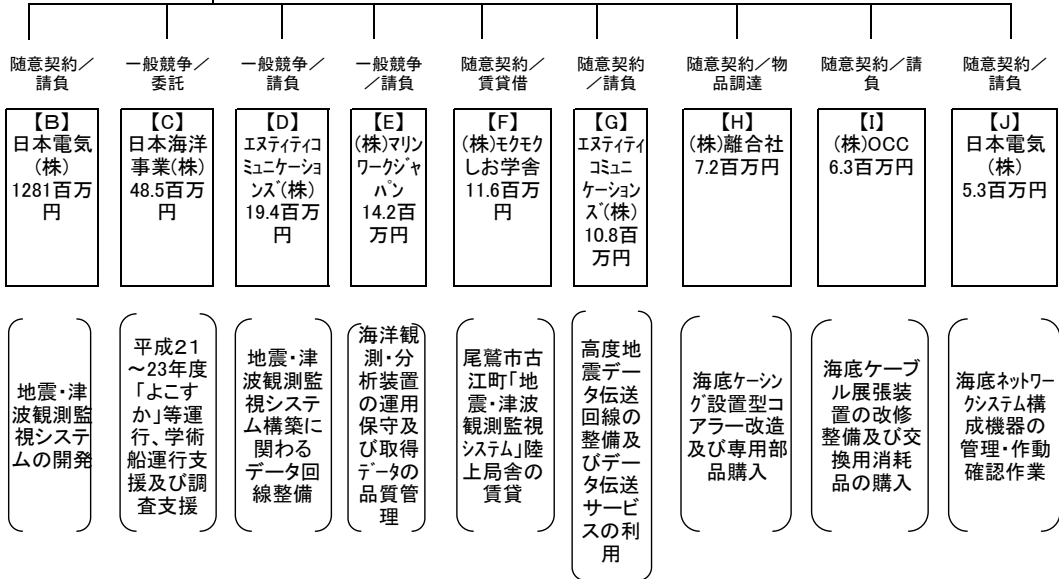 随意契約／
請負
一般競争／
委託
一般競争／
請負
一般競争
／請負
随意契約／
賃貸借
随意契約
／請負
随意契約／物
品調達
随意契約／請
負
随意契約／
請負
【B】
日本電気
(株)
1281百万
円
【C】
日本海洋
事業(株)
48.5百万
円
【D】
ｴﾇﾃｨﾃｨｺ
ﾐｭﾆｹｰｼｮ
ﾝｽﾞ(株)
19.4百万
円
【E】
(株)ﾏﾘﾝ
ﾜｰｸｼﾞｬ
ﾊﾟﾝ
14.2百
万円
【F】
(株)ﾓｸﾓｸ
しお学舎
11.6百万
円
【G】
ｴﾇﾃｨﾃｨ
ｺﾐｭﾆ
ｹｰｼｮﾝ
ｽﾞ(株)
10.8百
万円
【H】
(株)離合社
7.2百万円
【I】
(株)OCC
6.3百万円
【J】
日本電気
(株)
5.3百万円
地震・津
波観測監
視システ
ムの開発
平成21
～23年度
「よこす
か」等運
行、学術
船運行支
援及び調
査支援
地震・津
波観測監
視システ
ム構築に
関わる
データ回
線整備
海洋観
測・分
析装置
の運用
保守及
び取得
ﾃﾞｰﾀの
品質管
理
尾鷲市古
江町「地
震・津波
観測監視
システム」陸
上局舎の
賃貸
高度地
震デー
タ伝送
回線の
整備及
びデー
タ伝送
サービ
スの利
用
海底ケーシン
グ設置型コ
アラー改造
及び専用部
品購入
海底ケーブ
ル展張装
置の改修
整備及び交
換用消耗
品の購入
海底ネットワー
クシステム構
成機器の
管理・作動
確認作業